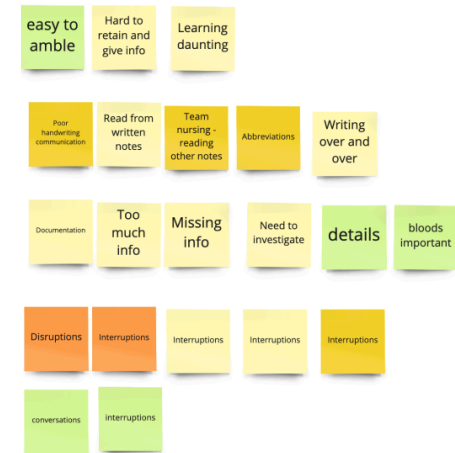 easy to
amble
Hard to
retain and
give info
Learning
daunting
Poor
handwriting
communication
Read from
written
notes
Team
nursing -
reading
other notes
Abbreviations
Writing
over and
over
Documentation
Too
much
info
Missing
info
Need to
investigate
details
bloods
important
Disruptions
Interruptions
Interruptions
Interruptions
Interruptions
conversations
interruptions